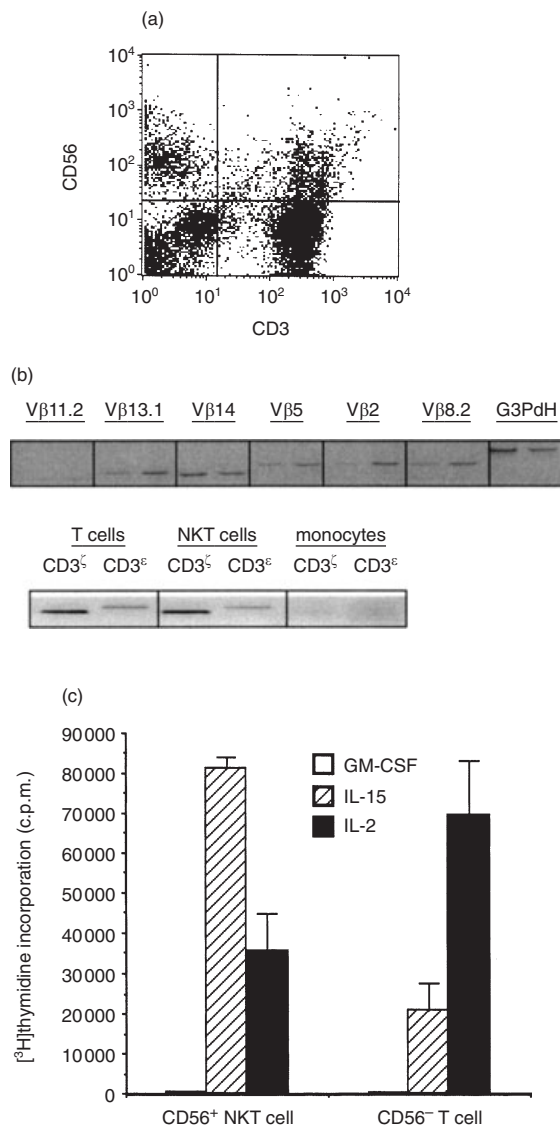 (a)
10⁴
10³
CD56
10²
10¹
10⁰
10⁰ 10¹ 10² 10³ 10⁴
CD3
(b)
Vβ11.2 Vβ13.1 Vβ14 Vβ5 Vβ2 Vβ8.2 G3PdH
T cells NKT cells monocytes
CD3ζ CD3ε CD3ζ CD3ε CD3ζ CD3ε
(c)
90 000
80 000
70 000
60 000
50 000
40 000
30 000
20 000
10 000
0
[³H]thymidine incorporation (c.p.m.)
GM-CSF
IL-15
IL-2
CD56⁺ NKT cell CD56⁻ T cell